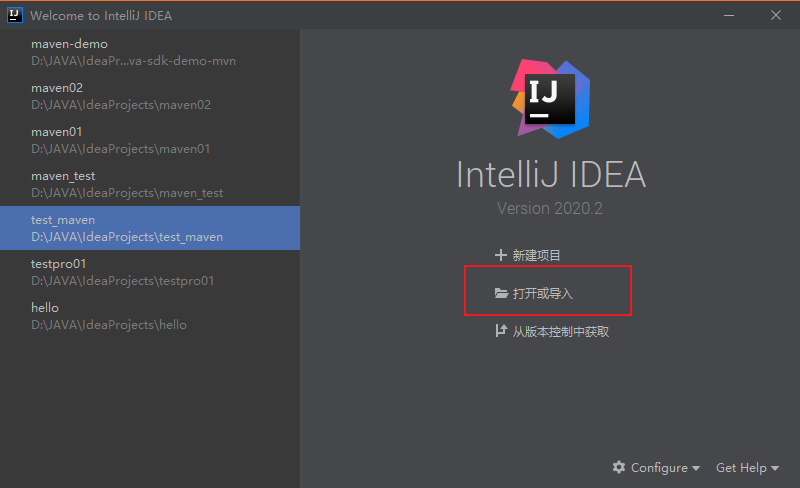 Welcome to IntelliJ IDEA
maven-demo
D:\JAVA\IdeaPr...va-sdk-demo-mvn
maven02
D:\JAVA\IdeaProjects\maven02
maven01
D:\JAVA\IdeaProjects\maven01
maven_test
D:\JAVA\IdeaProjects\maven_test
test_maven
D:\JAVA\IdeaProjects\test_maven
testpro01
D:\JAVA\IdeaProjects\testpro01
hello
D:\JAVA\IdeaProjects\hello
IJ
IntelliJ IDEA
Version 2020.2
新建项目
打开或导入
从版本控制中获取
Configure
Get Help